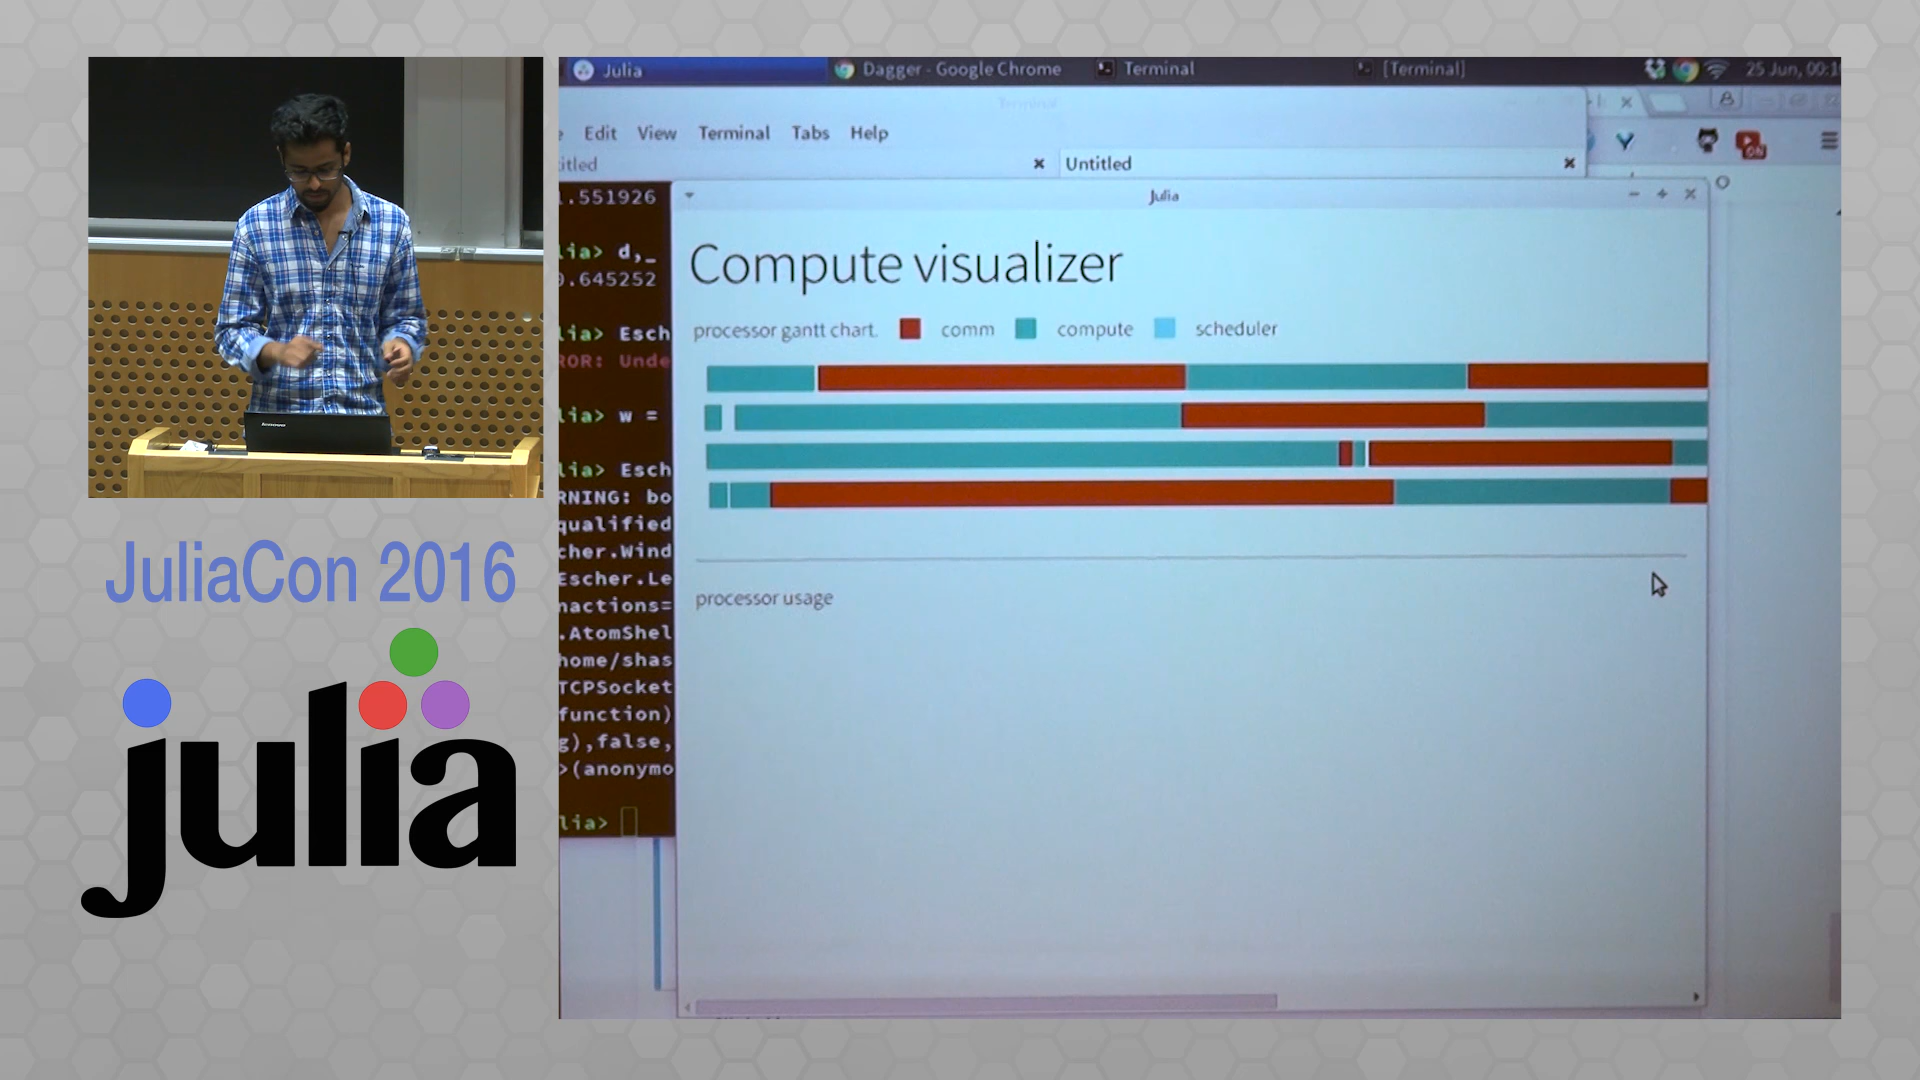 Julia
Dagger - Google Chrome
Terminal
[Terminal]
25 Jun, 00:1
Terminal
Edit View Terminal Tabs Help
itled
Untitled
.551926
Julia
lia> d,_
0.645252
Compute visualizer
processor gantt chart. comm compute scheduler
lia> Esch
ROR: Unde
lia> w =
lia> Esch
RNING: bo
qualified
cher.Wind
Escher.Le
nactions=
.AtomShel
home/shas
TCPSocket
function)
g),false,
>(anonymo
lia>
processor usage
lenovo
JuliaCon 2016
julia